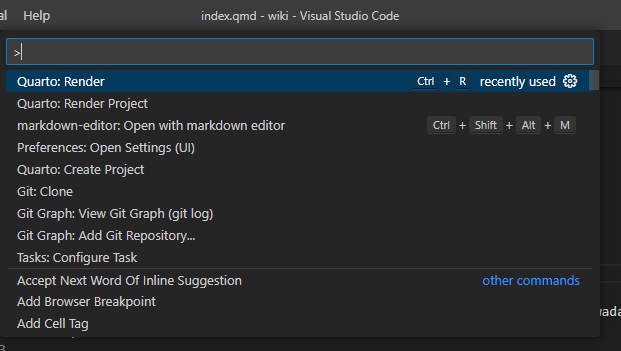 al Help index.qmd - wiki - Visual Studio Code
>
Quarto: Render Ctrl + R recently used
Quarto: Render Project
markdown-editor: Open with markdown editor Ctrl + Shift + Alt + M
Preferences: Open Settings (UI)
Quarto: Create Project
Git: Clone
Git Graph: View Git Graph (git log)
Git Graph: Add Git Repository...
Tasks: Configure Task
Accept Next Word Of Inline Suggestion other commands
Add Browser Breakpoint
Add Cell Tag